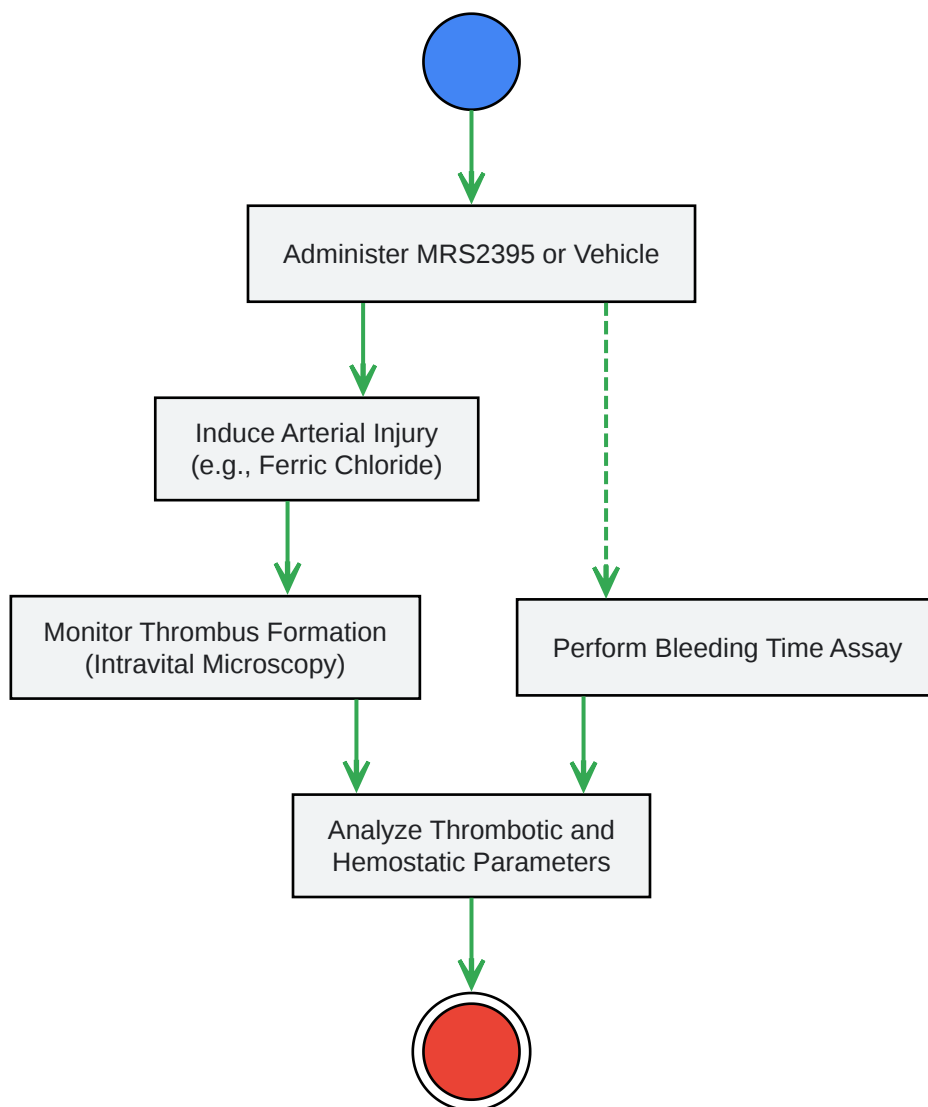 Administer MRS2395 or Vehicle
Induce Arterial Injury
(e.g., Ferric Chloride)
Monitor Thrombus Formation
(Intravital Microscopy)
Perform Bleeding Time Assay
Analyze Thrombotic and
Hemostatic Parameters